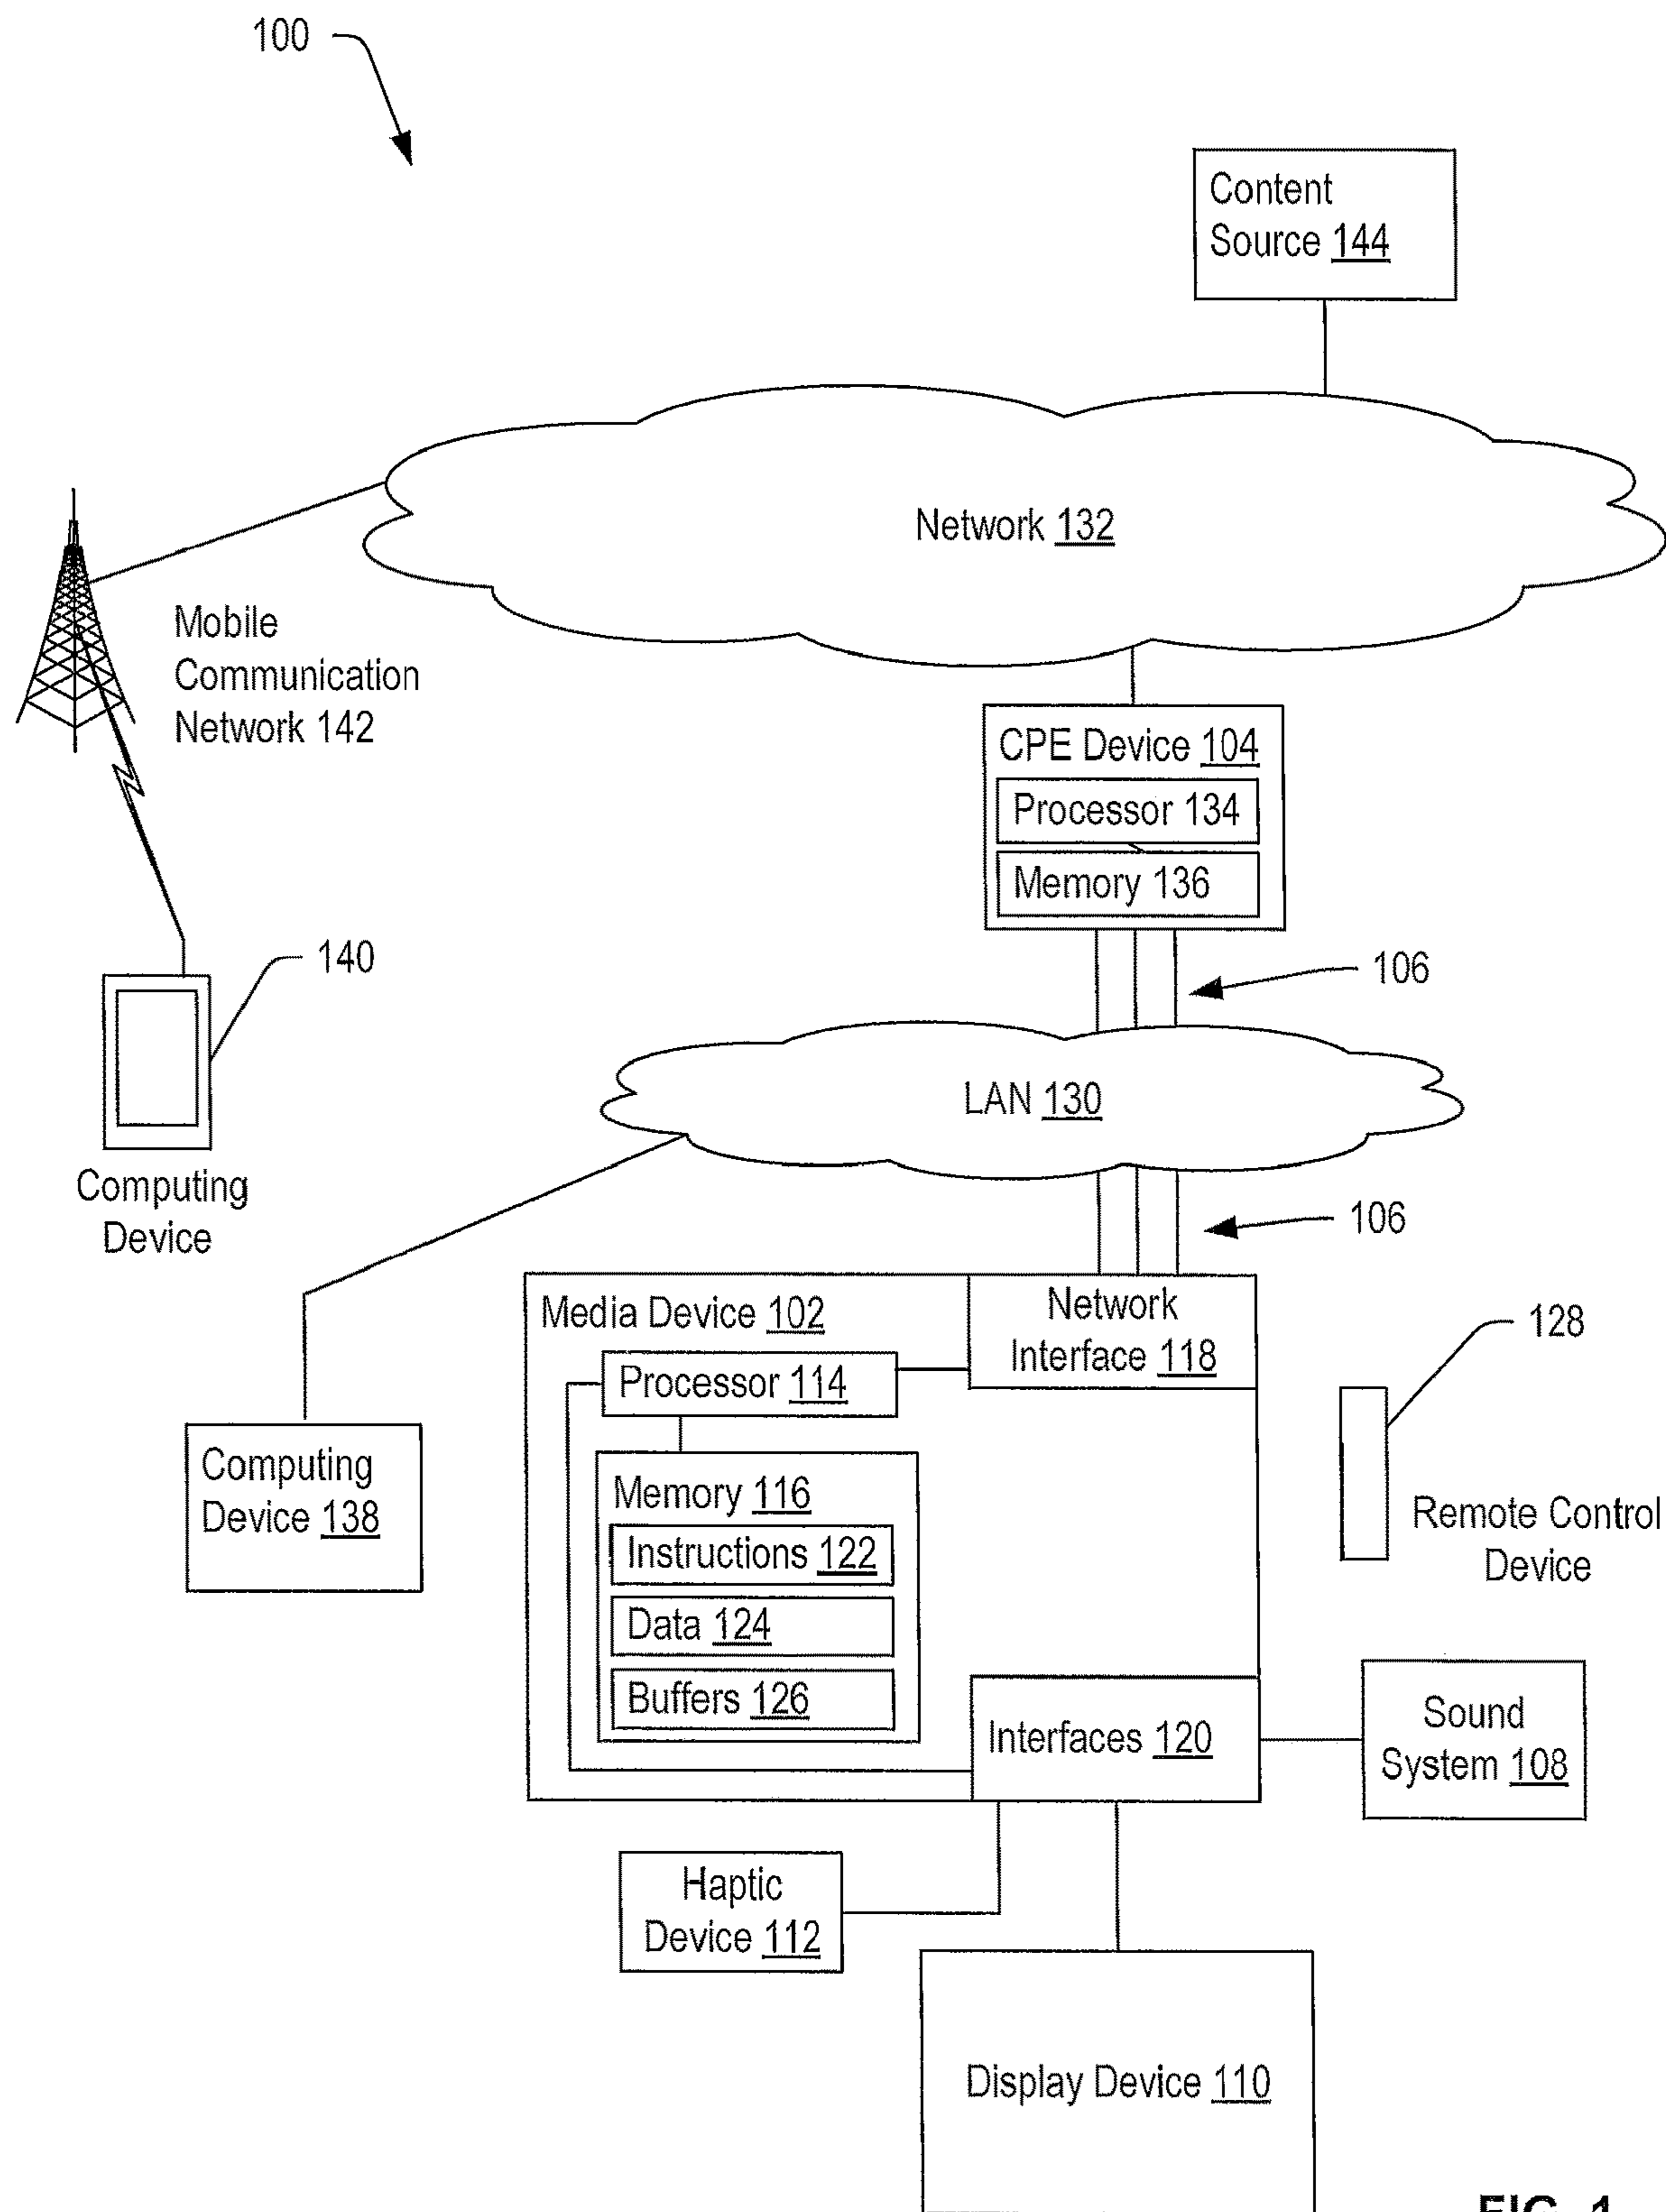 100
Content
Source 144
Network 132
Mobile
Communication
Network 142
CPE Device 104
Processor 134
Memory 136
140
106
LAN 130
Computing
Device
106
Media Device 102
Network
Interface 118
128
Processor 114
Computing
Device 138
Memory 116
Remote Control
Device
Instructions 122
Data 124
Buffers 126
Interfaces 120
Sound
System 108
Haptic
Device 112
Display Device 110
FIG. 1